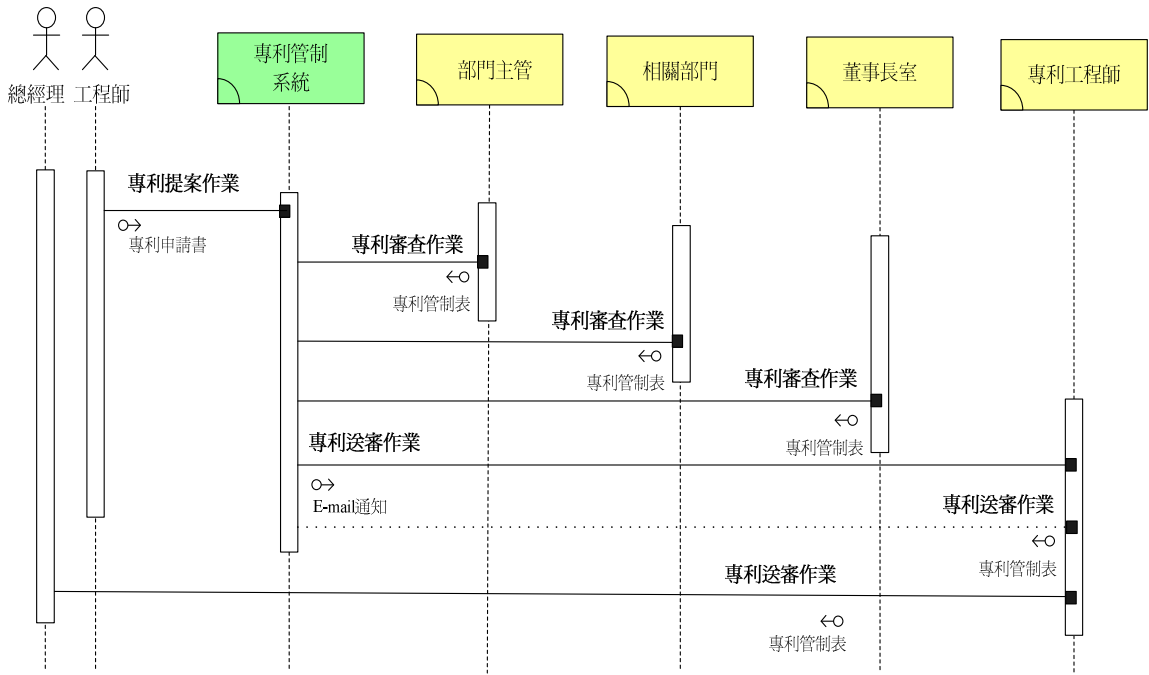 總經理
工程師
專利管制
系統
部門主管
相關部門
董事長室
專利工程師
專利提案作業
專利申請書
專利審查作業
專利管制表
專利審查作業
專利管制表
專利審查作業
專利管制表
專利送審作業
E-mail通知
專利送審作業
專利管制表
專利送審作業
專利管制表